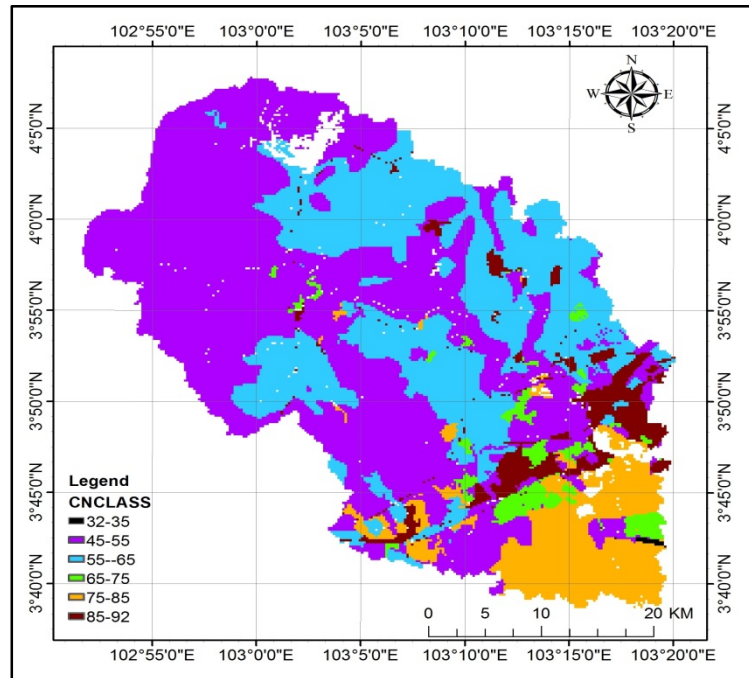 102°55'0"E 103°0'0"E 103°5'0"E 103°10'0"E 103°15'0"E 103°20'0"E
N
W E
S
4°50'0"N 4°50'0"N
4°0'0"N 4°0'0"N
3°55'0"N 3°55'0"N
3°50'0"N 3°50'0"N
3°45'0"N 3°45'0"N
3°40'0"N 3°40'0"N
Legend
CNCLASS
32-35
45-55
55--65
65-75
75-85
85-92
0 5 10 20 KM
102°55'0"E 103°0'0"E 103°5'0"E 103°10'0"E 103°15'0"E 103°20'0"E